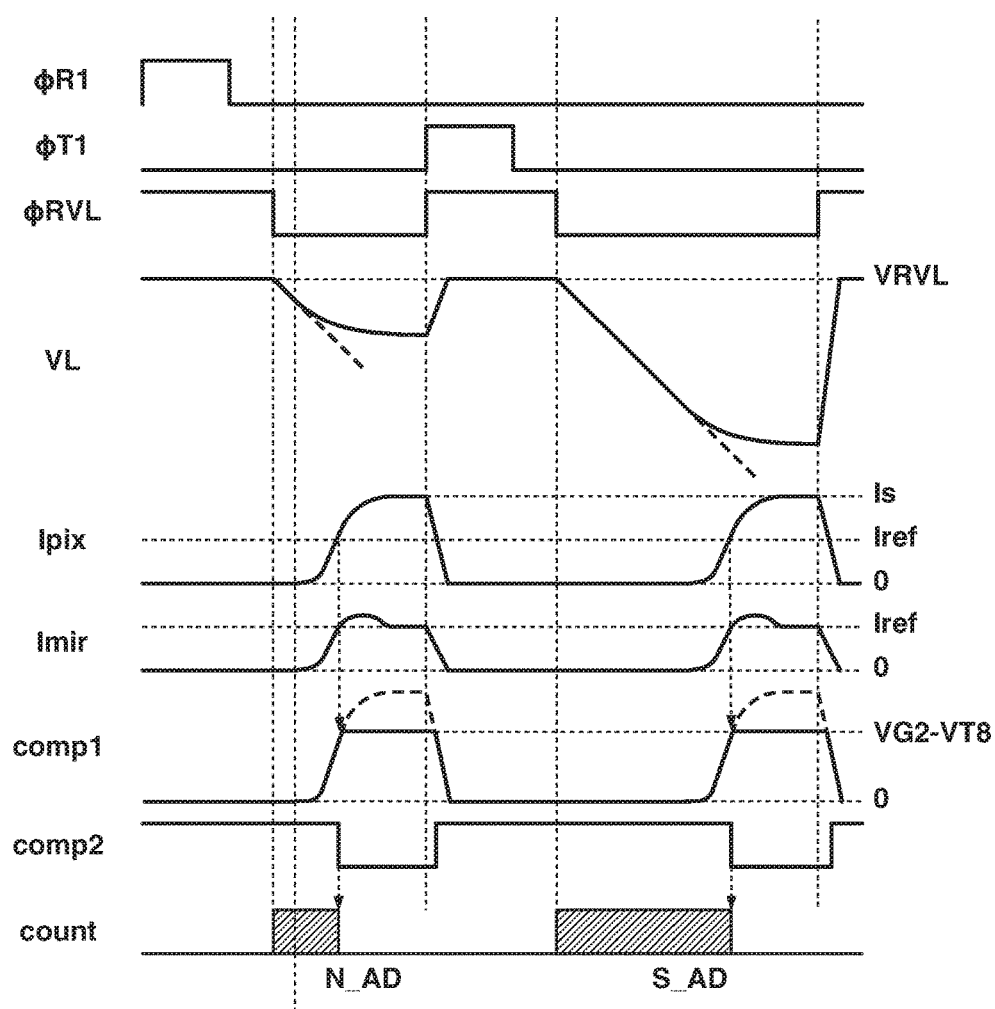 ϕR1
ϕT1
ϕRVL
VRVL
VL
Is
Ipix
Iref
0
Iref
Imir
0
VG2-VT8
comp1
0
comp2
count
N_AD
S_AD